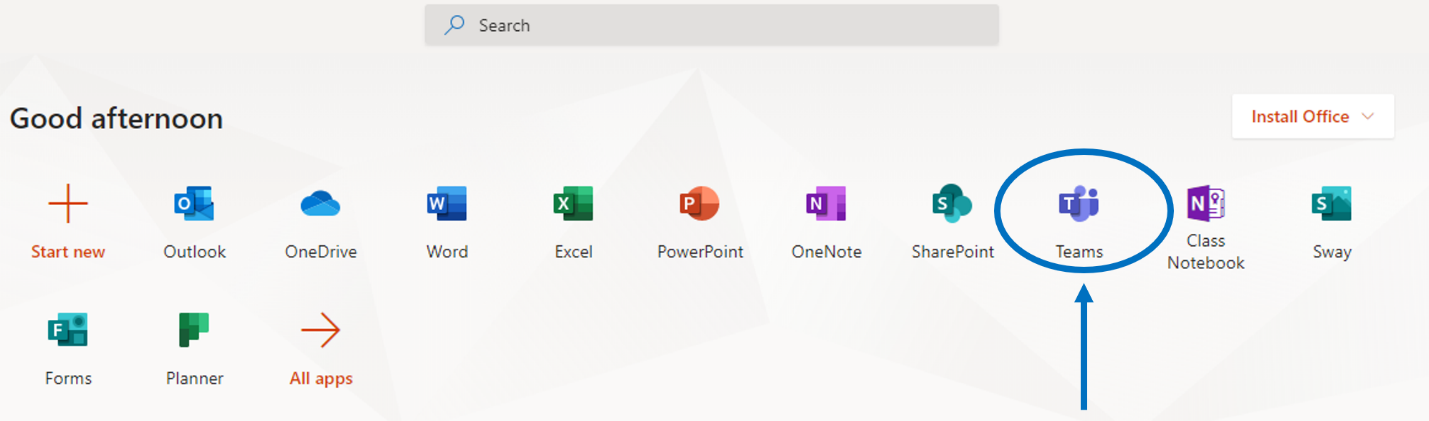 Search
Good afternoon
Install Office
Start new
Outlook
OneDrive
Word
Excel
PowerPoint
OneNote
SharePoint
Teams
Class
Notebook
Sway
Forms
Planner
All apps
O
W
X
P
N
S
T
N
S
F